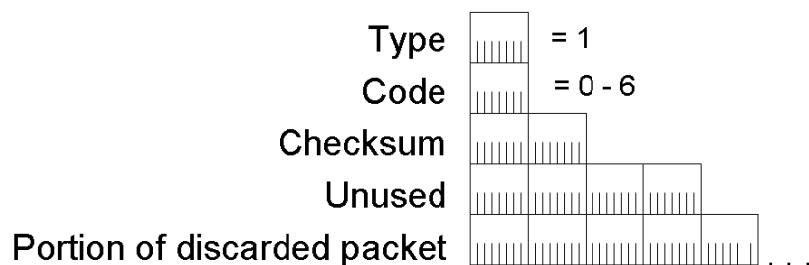 Type = 1
Code = 0 - 6
Checksum
Unused
Portion of discarded packet . . .